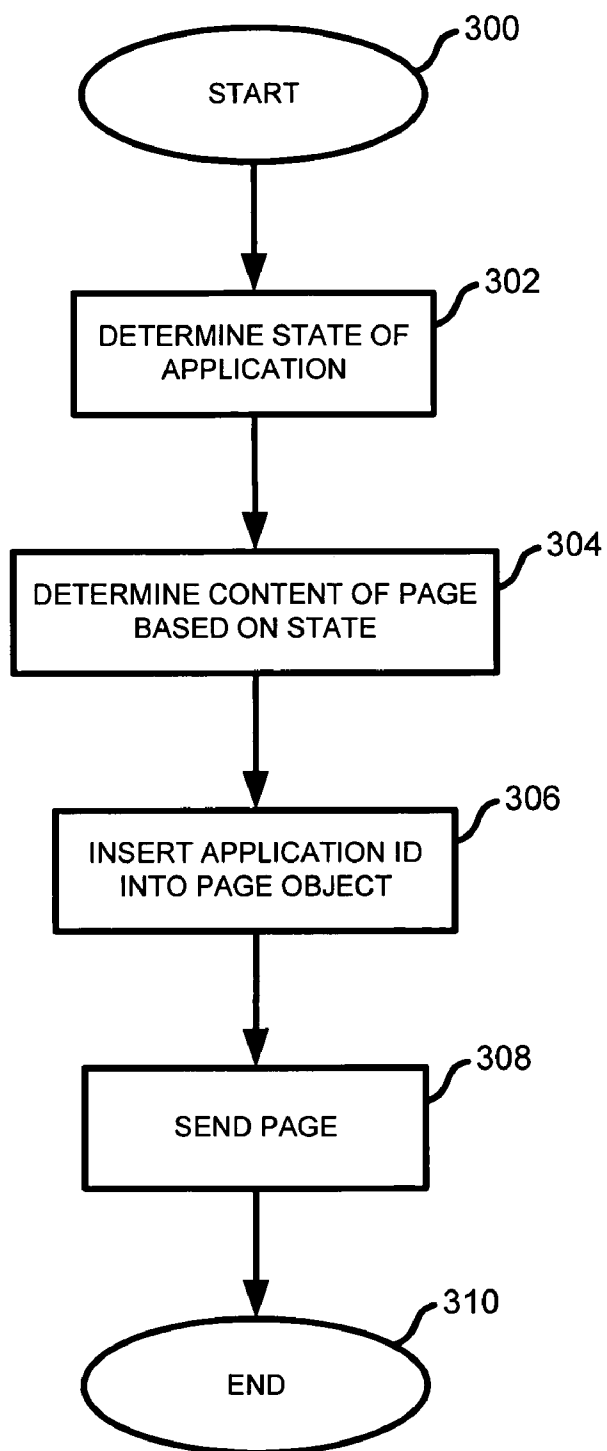 300
START
302
DETERMINE STATE OF
APPLICATION
304
DETERMINE CONTENT OF PAGE
BASED ON STATE
306
INSERT APPLICATION ID
INTO PAGE OBJECT
308
SEND PAGE
310
END